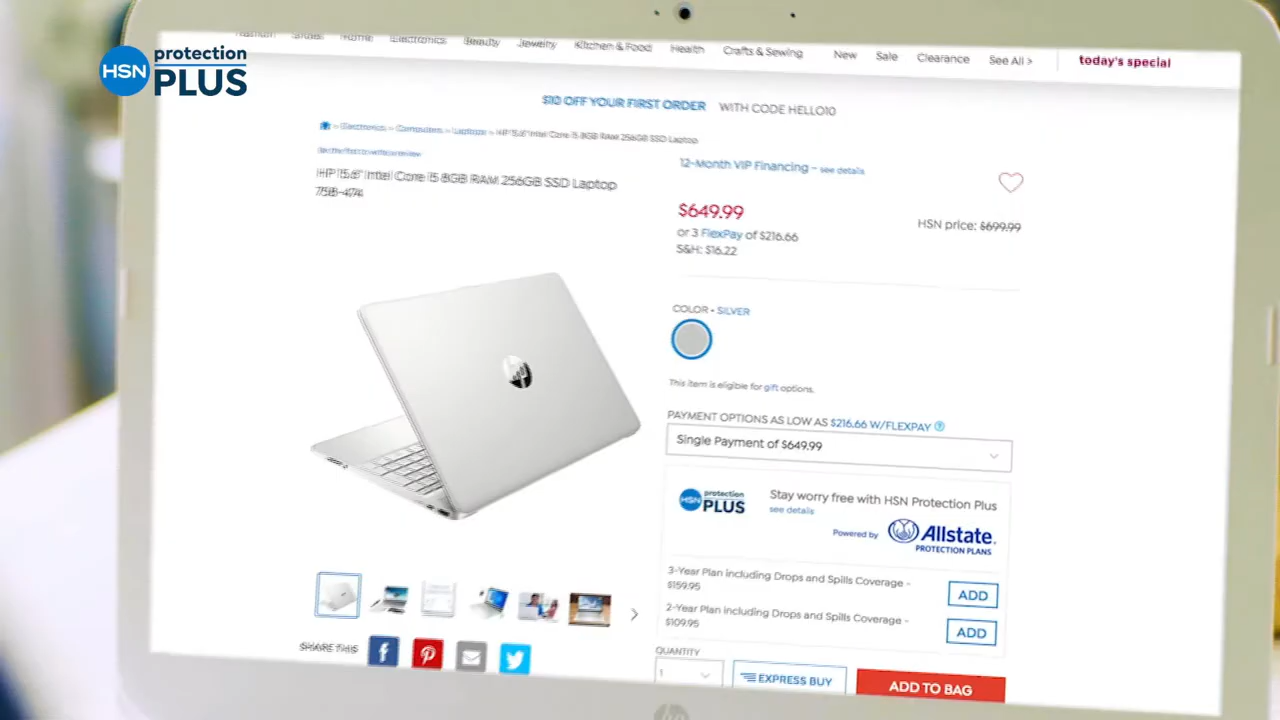 HSN protection PLUS
Fashion Shoes Home Electronics Beauty Jewelry Kitchen & Food Health Crafts & Sewing New Sale Clearance See All > today's special
$10 OFF YOUR FIRST ORDER WITH CODE HELLO10
> Electronics > Computers > Laptops > HP 15.6" Intel Core i5 8GB RAM 256GB SSD Laptop
Be the first to write a review
12-Month VIP Financing - see details
HP 15.6" Intel Core i5 8GB RAM 256GB SSD Laptop
758-474
$649.99
HSN price: $699.99
or 3 FlexPay of $216.66
S&H: $16.22
COLOR • SILVER
This item is eligible for gift options.
PAYMENT OPTIONS AS LOW AS $216.66 W/FLEXPAY ?
Single Payment of $649.99
HSN protection PLUS
Stay worry free with HSN Protection Plus
see details
Powered by Allstate.
PROTECTION PLANS
3-Year Plan including Drops and Spills Coverage -
$159.95
ADD
2-Year Plan including Drops and Spills Coverage -
$109.95
ADD
SHARE THIS
QUANTITY
1
EXPRESS BUY
ADD TO BAG
hp